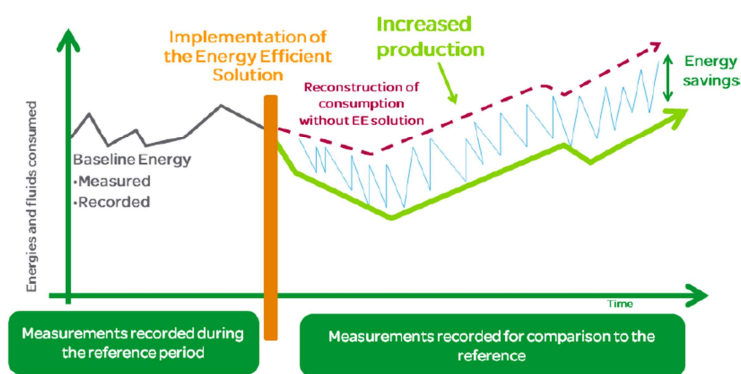 Implementation of
the Energy Efficient
Solution
Increased
production
Energy
savings
Reconstruction of
consumption
without EE solution
Energies and fluids consumed
Baseline Energy
•Measured
•Recorded
Time
Measurements recorded during
the reference period
Measurements recorded for comparison to the
reference